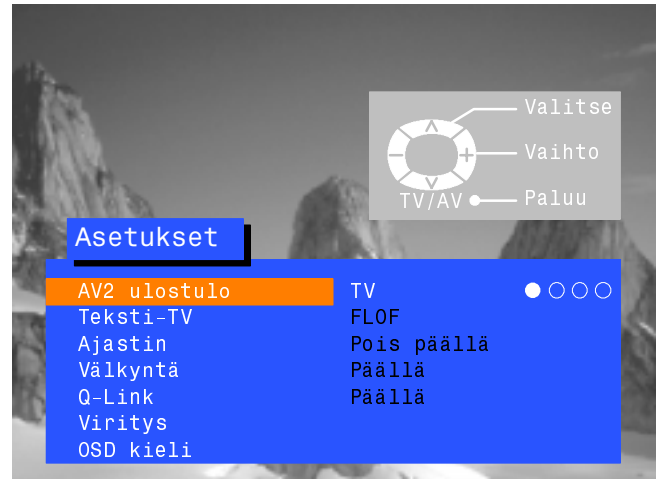 Valitse
Vaihto
TV/AV Paluu
Asetukset
AV2 ulostulo TV
Teksti-TV FLOF
Ajastin Pois päällä
Välkyntä Päällä
Q-Link Päällä
Viritys
OSD kieli